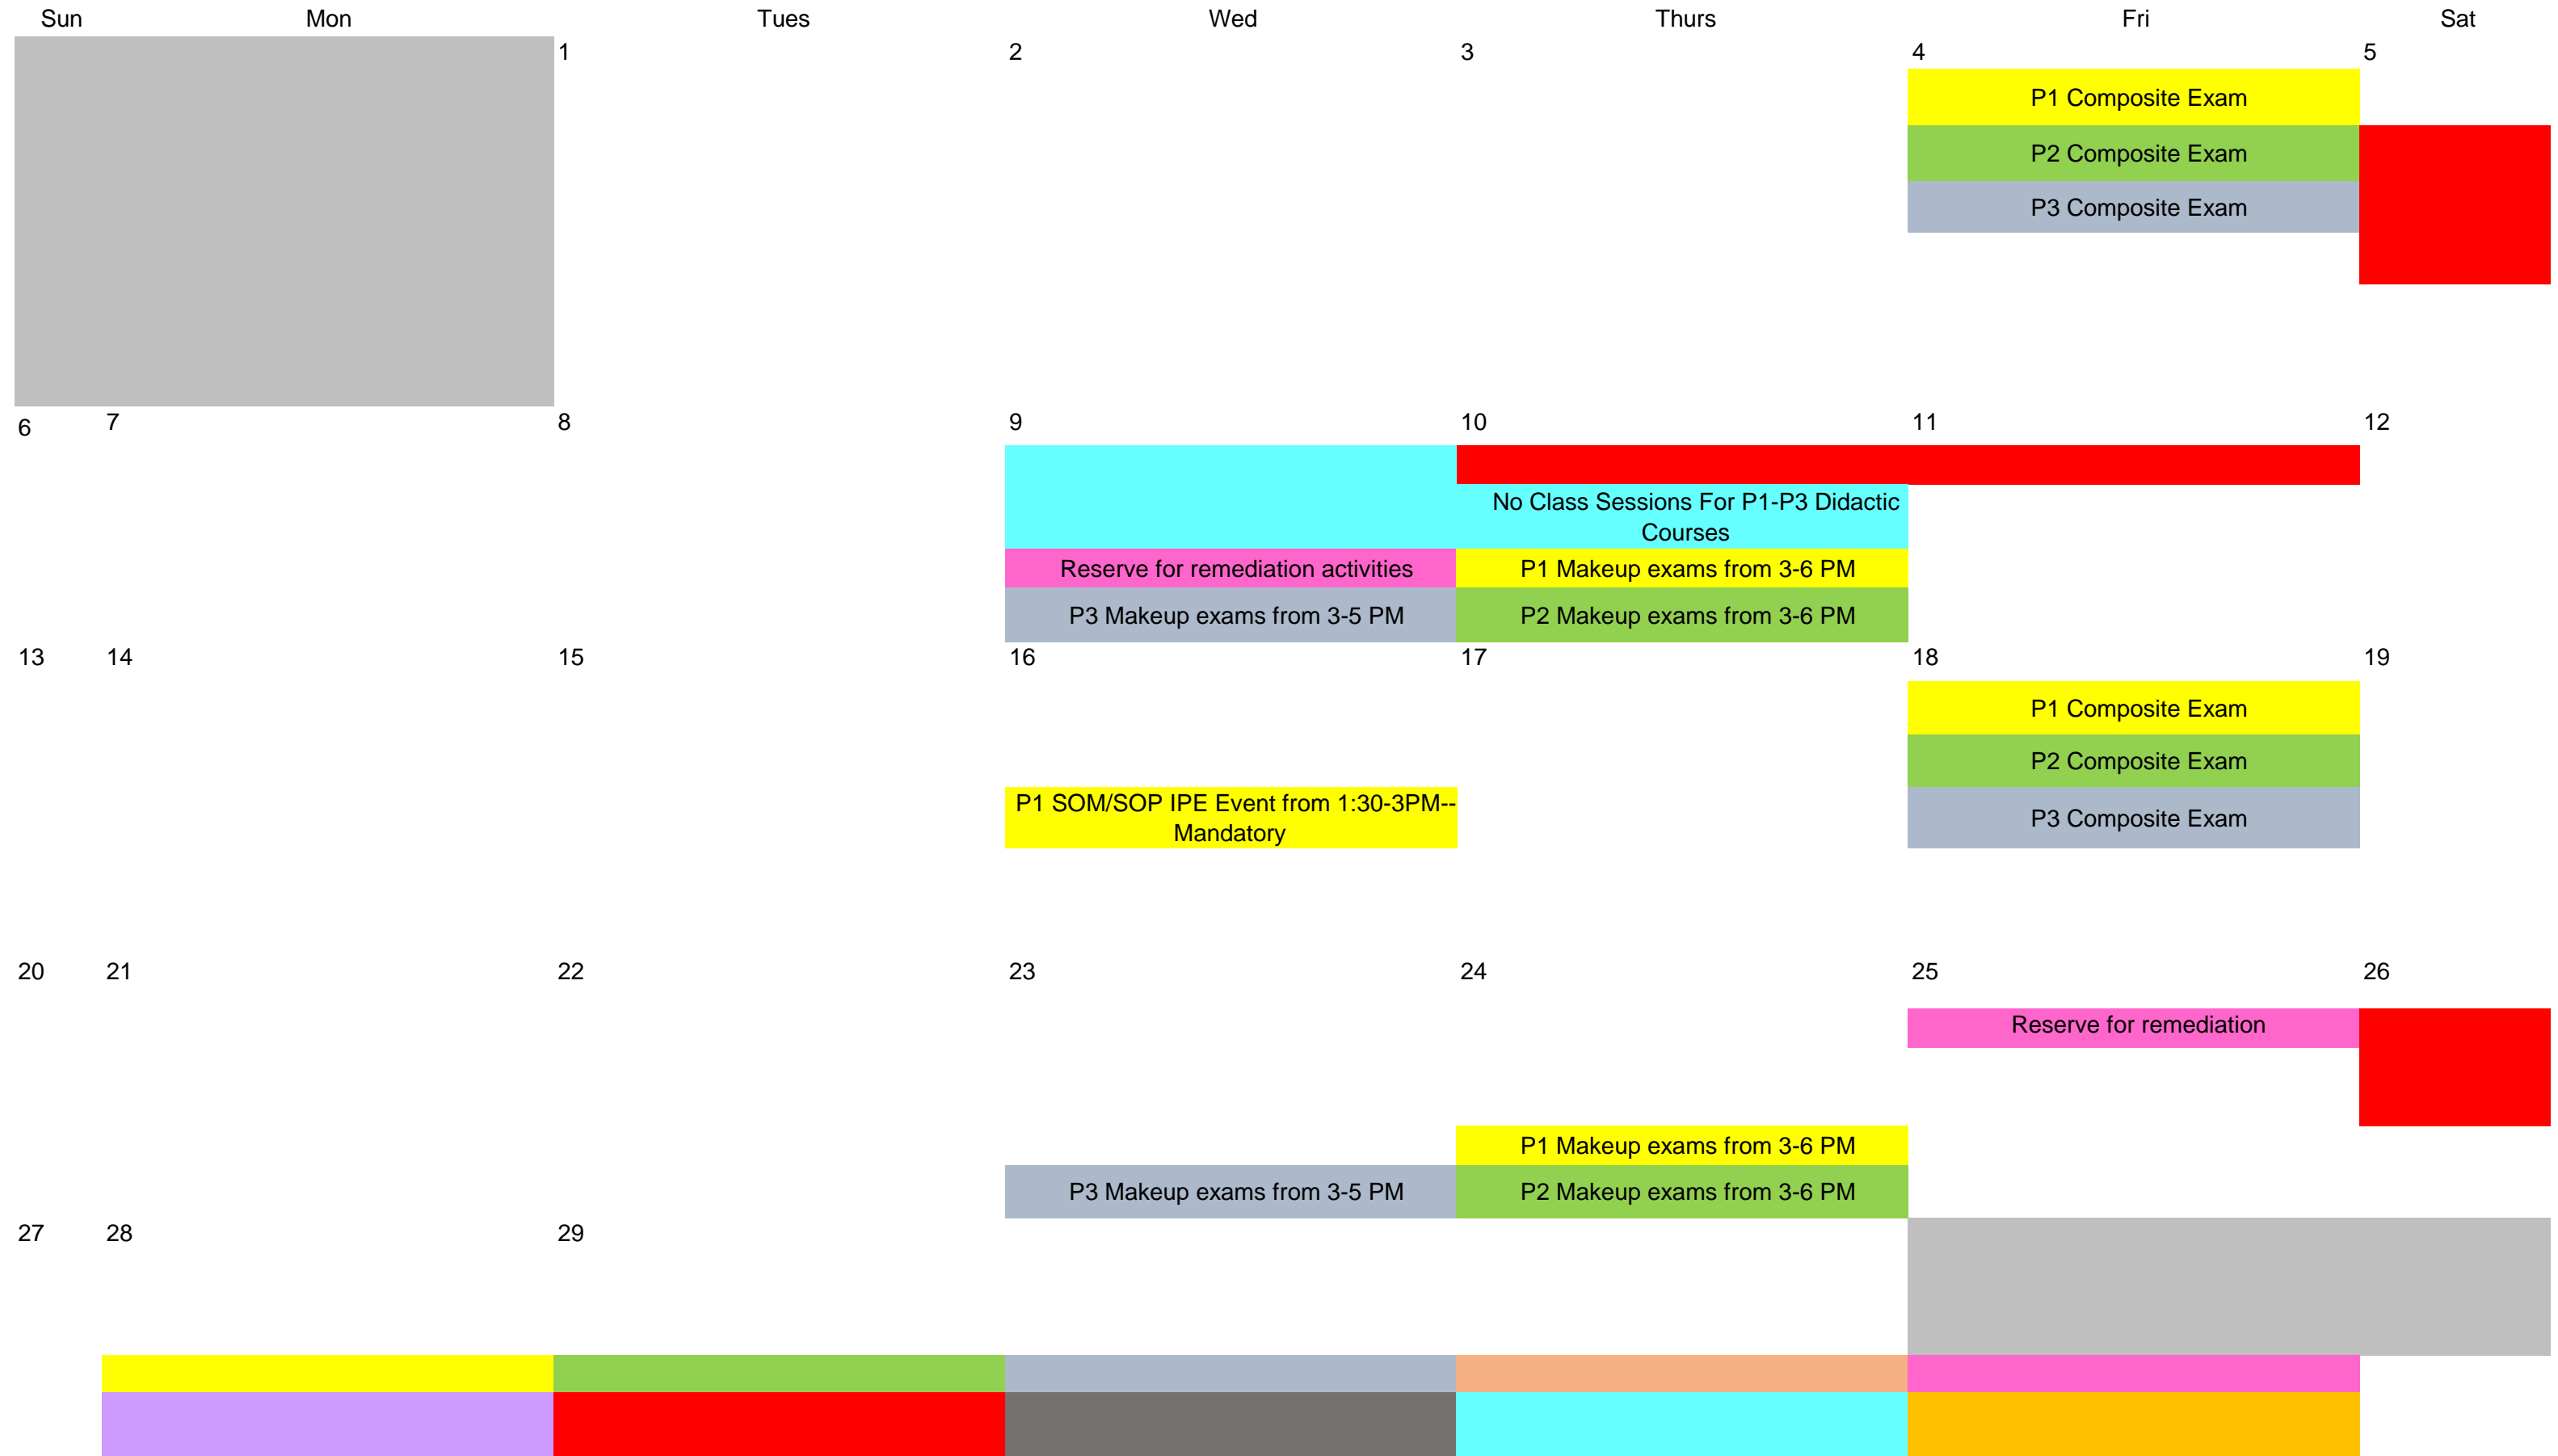 Sun Mon Tues Wed Thurs Fri Sat
1 2 3 4 5
P1 Composite Exam
P2 Composite Exam
P3 Composite Exam
6 7 8 9 10 11 12
No Class Sessions For P1-P3 Didactic
Courses
Reserve for remediation activities P1 Makeup exams from 3-6 PM
P3 Makeup exams from 3-5 PM P2 Makeup exams from 3-6 PM
13 14 15 16 17 18 19
P1 Composite Exam
P2 Composite Exam
P1 SOM/SOP IPE Event from 1:30-3PM--
Mandatory
P3 Composite Exam
20 21 22 23 24 25 26
Reserve for remediation
P1 Makeup exams from 3-6 PM
P3 Makeup exams from 3-5 PM P2 Makeup exams from 3-6 PM
27 28 29